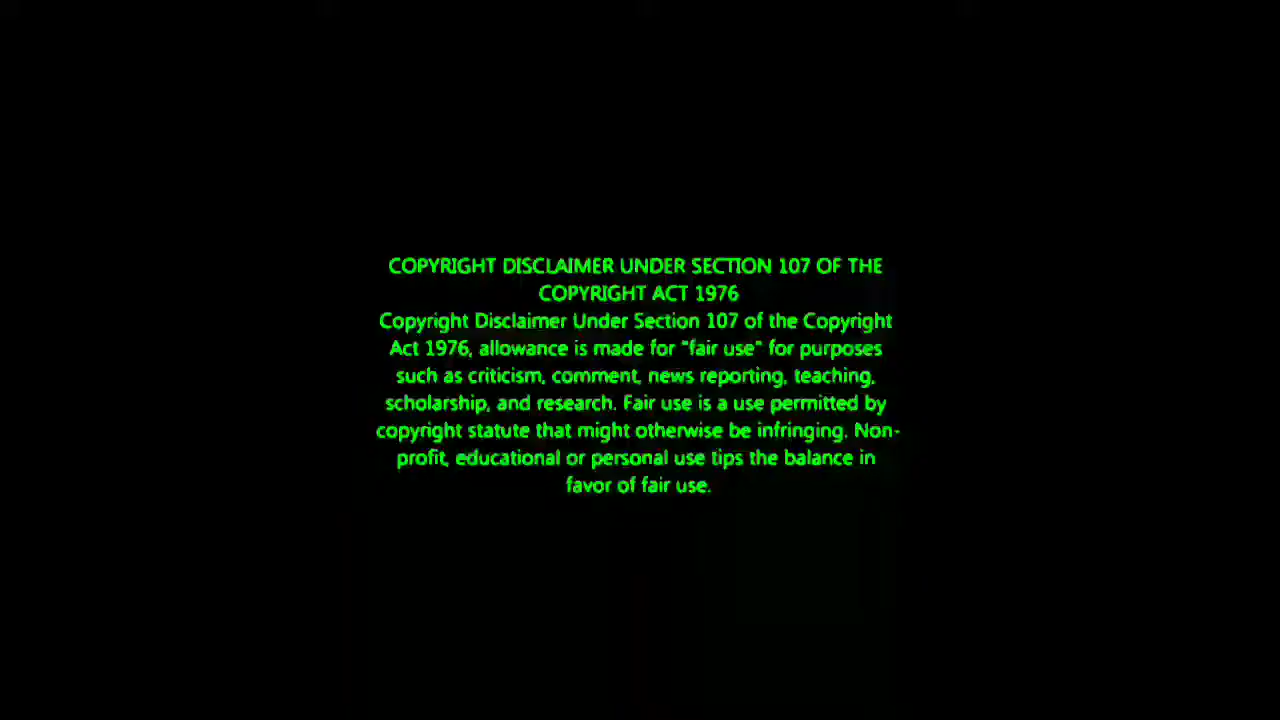 COPYRIGHT DISCLAIMER UNDER SECTION 107 OF THE
COPYRIGHT ACT 1976
Copyright Disclaimer Under Section 107 of the Copyright
Act 1976, allowance is made for "fair use" for purposes
such as criticism, comment, news reporting, teaching,
scholarship, and research. Fair use is a use permitted by
copyright statute that might otherwise be infringing. Non-
profit, educational or personal use tips the balance in
favor of fair use.